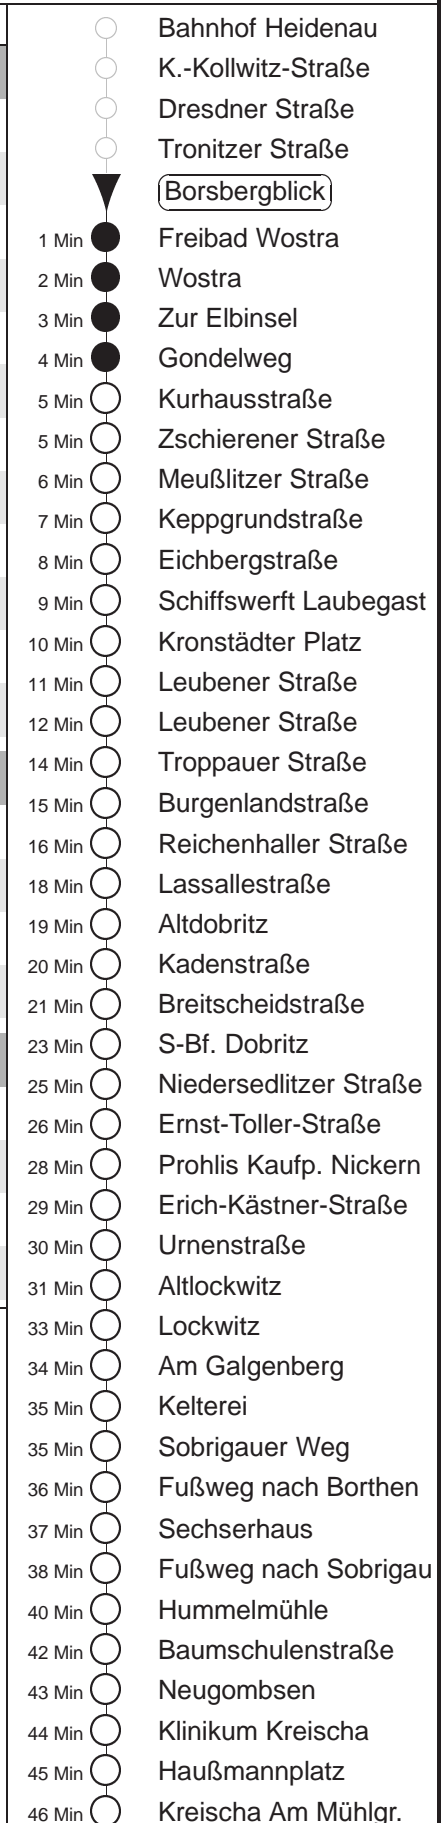 Bahnhof Heidenau
K.-Kollwitz-Straße
Dresdner Straße
Tronitzer Straße
Borsbergblick
1 Min Freibad Wostra
2 Min Wostra
3 Min Zur Elbinsel
4 Min Gondelweg
5 Min Kurhausstraße
5 Min Zschierener Straße
6 Min Meußlitzer Straße
7 Min Keppgrundstraße
8 Min Eichbergstraße
9 Min Schiffswerft Laubegast
10 Min Kronstädter Platz
11 Min Leubener Straße
12 Min Leubener Straße
14 Min Troppauer Straße
15 Min Burgenlandstraße
16 Min Reichenhaller Straße
18 Min Lassallestraße
19 Min Altdobritz
20 Min Kadenstraße
21 Min Breitscheidstraße
23 Min S-Bf. Dobritz
25 Min Niedersedlitzer Straße
26 Min Ernst-Toller-Straße
28 Min Prohlis Kaufp. Nickern
29 Min Erich-Kästner-Straße
30 Min Urnenstraße
31 Min Altlockwitz
33 Min Lockwitz
34 Min Am Galgenberg
35 Min Kelterei
35 Min Sobrigauer Weg
36 Min Fußweg nach Borthen
37 Min Sechserhaus
38 Min Fußweg nach Sobrigau
40 Min Hummelmühle
42 Min Baumschulenstraße
43 Min Neugombsen
44 Min Klinikum Kreischa
45 Min Haußmannplatz
46 Min Kreischa Am Mühlgr.